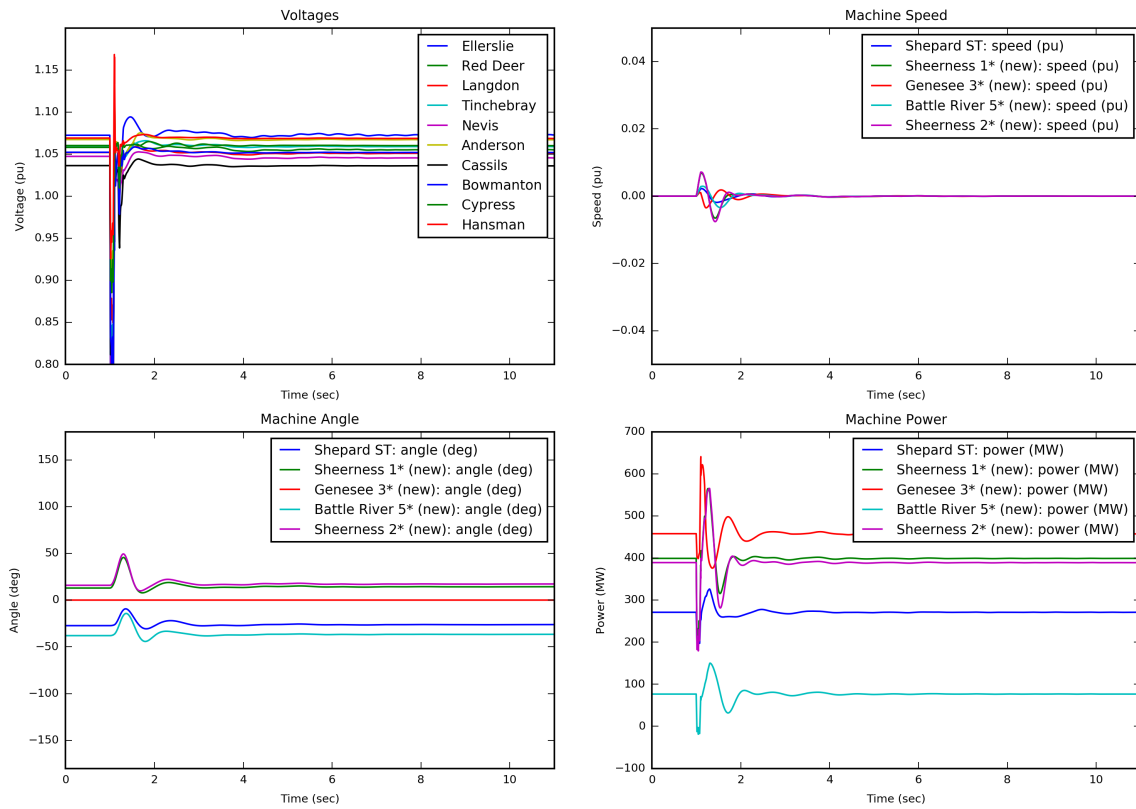 Voltages
1.15
1.10
1.05
1.00
0.95
0.90
0.85
0.80
Voltage (pu)
Ellerslie
Red Deer
Langdon
Tinchebray
Nevis
Anderson
Cassils
Bowmanton
Cypress
Hansman
0 2 4 6 8 10
Time (sec)
Machine Speed
0.04
0.02
0.00
−0.02
−0.04
Speed (pu)
Shepard ST: speed (pu)
Sheerness 1* (new): speed (pu)
Genesee 3* (new): speed (pu)
Battle River 5* (new): speed (pu)
Sheerness 2* (new): speed (pu)
0 2 4 6 8 10
Time (sec)
Machine Angle
150
100
50
0
−50
−100
−150
Angle (deg)
Shepard ST: angle (deg)
Sheerness 1* (new): angle (deg)
Genesee 3* (new): angle (deg)
Battle River 5* (new): angle (deg)
Sheerness 2* (new): angle (deg)
0 2 4 6 8 10
Time (sec)
Machine Power
700
600
500
400
300
200
100
0
−100
Power (MW)
Shepard ST: power (MW)
Sheerness 1* (new): power (MW)
Genesee 3* (new): power (MW)
Battle River 5* (new): power (MW)
Sheerness 2* (new): power (MW)
0 2 4 6 8 10
Time (sec)